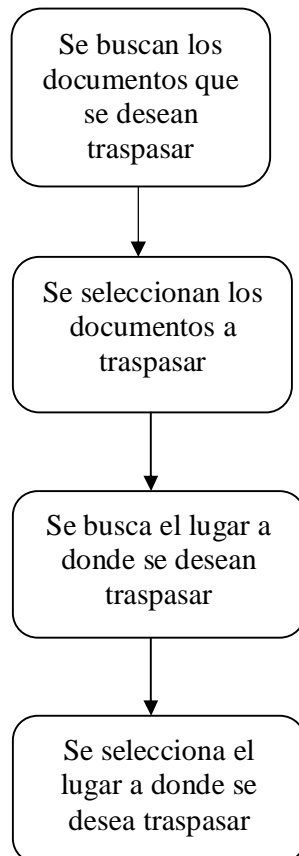 Se buscan los
documentos que
se desean
traspasar
Se seleccionan los
documentos a
traspasar
Se busca el lugar a
donde se desean
traspasar
Se selecciona el
lugar a donde se
desea traspasar